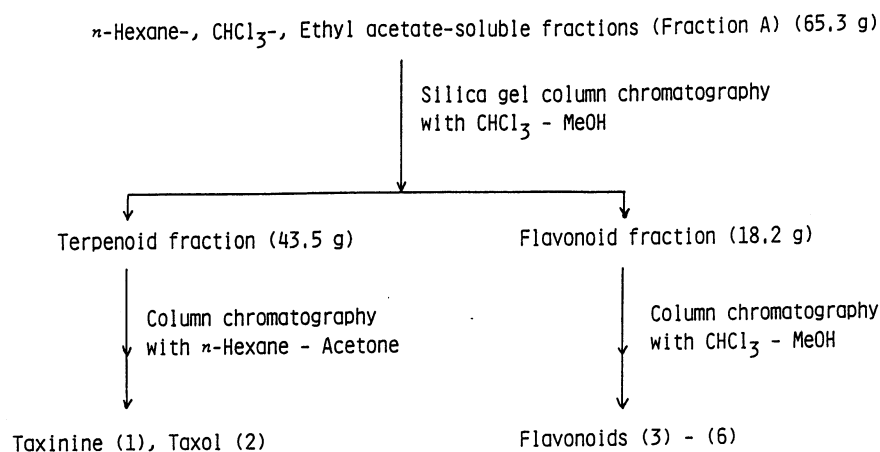 n-Hexane-, CHCl3-, Ethyl acetate-soluble fractions (Fraction A) (65.3 g)
Silica gel column chromatography
with CHCl3 - MeOH
Terpenoid fraction (43.5 g)
Flavonoid fraction (18.2 g)
Column chromatography
with n-Hexane - Acetone
Column chromatography
with CHCl3 - MeOH
Taxinine (1), Taxol (2)
Flavonoids (3) - (6)